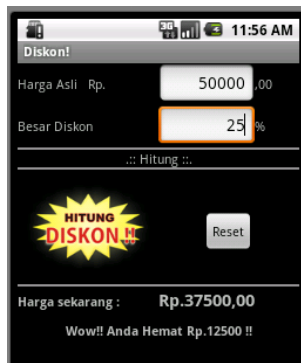 3G 11:56 AM
Diskon!
Harga Asli Rp. 50000 ,00
Besar Diskon 25 %
.:: Hitung ::.
HITUNG
DISKON !!
Reset
Harga sekarang : Rp.37500,00
Wow!! Anda Hemat Rp.12500 !!